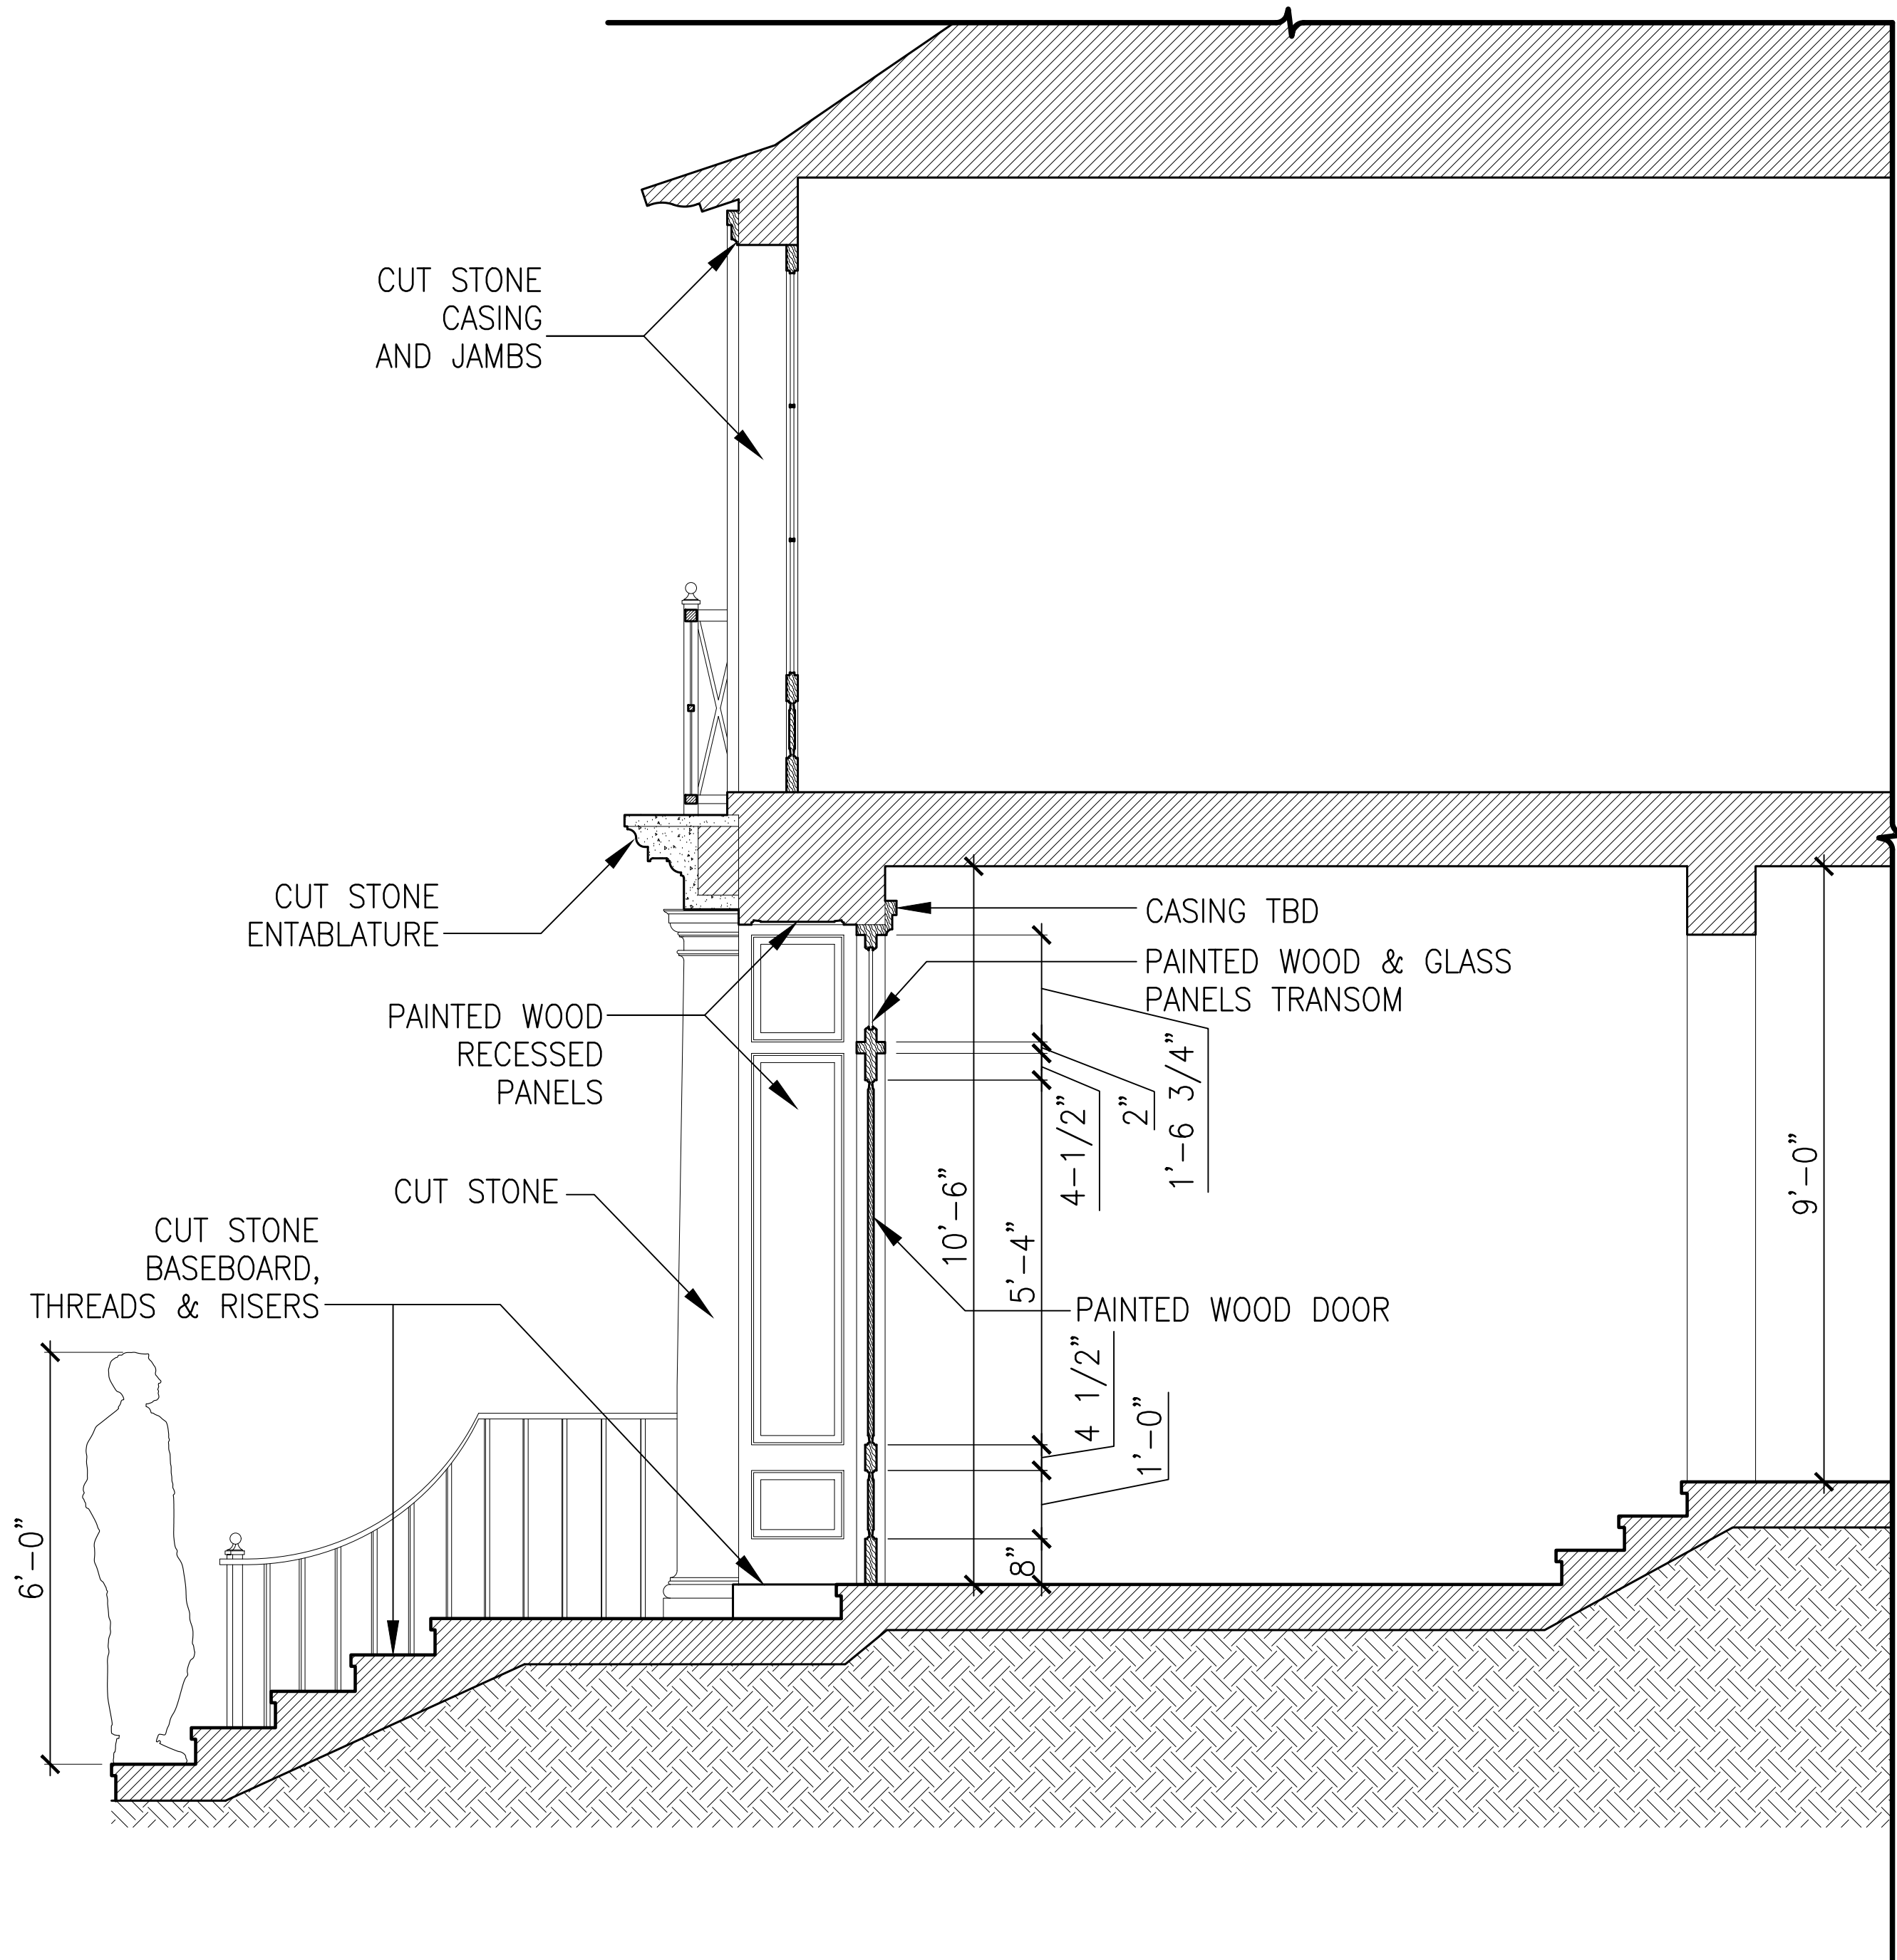 CUT STONE
CASING
AND JAMBS
CUT STONE
ENTABLATURE
CASING TBD
PAINTED WOOD & GLASS
PANELS TRANSOM
PAINTED WOOD
RECESSED
PANELS
CUT STONE
CUT STONE
BASEBOARD,
THREADS & RISERS
PAINTED WOOD DOOR
6'-0"
10'-6"
5'-4"
4-1/2"
2"
1'-6 3/4"
4 1/2"
1'-0"
8"
9'-0"